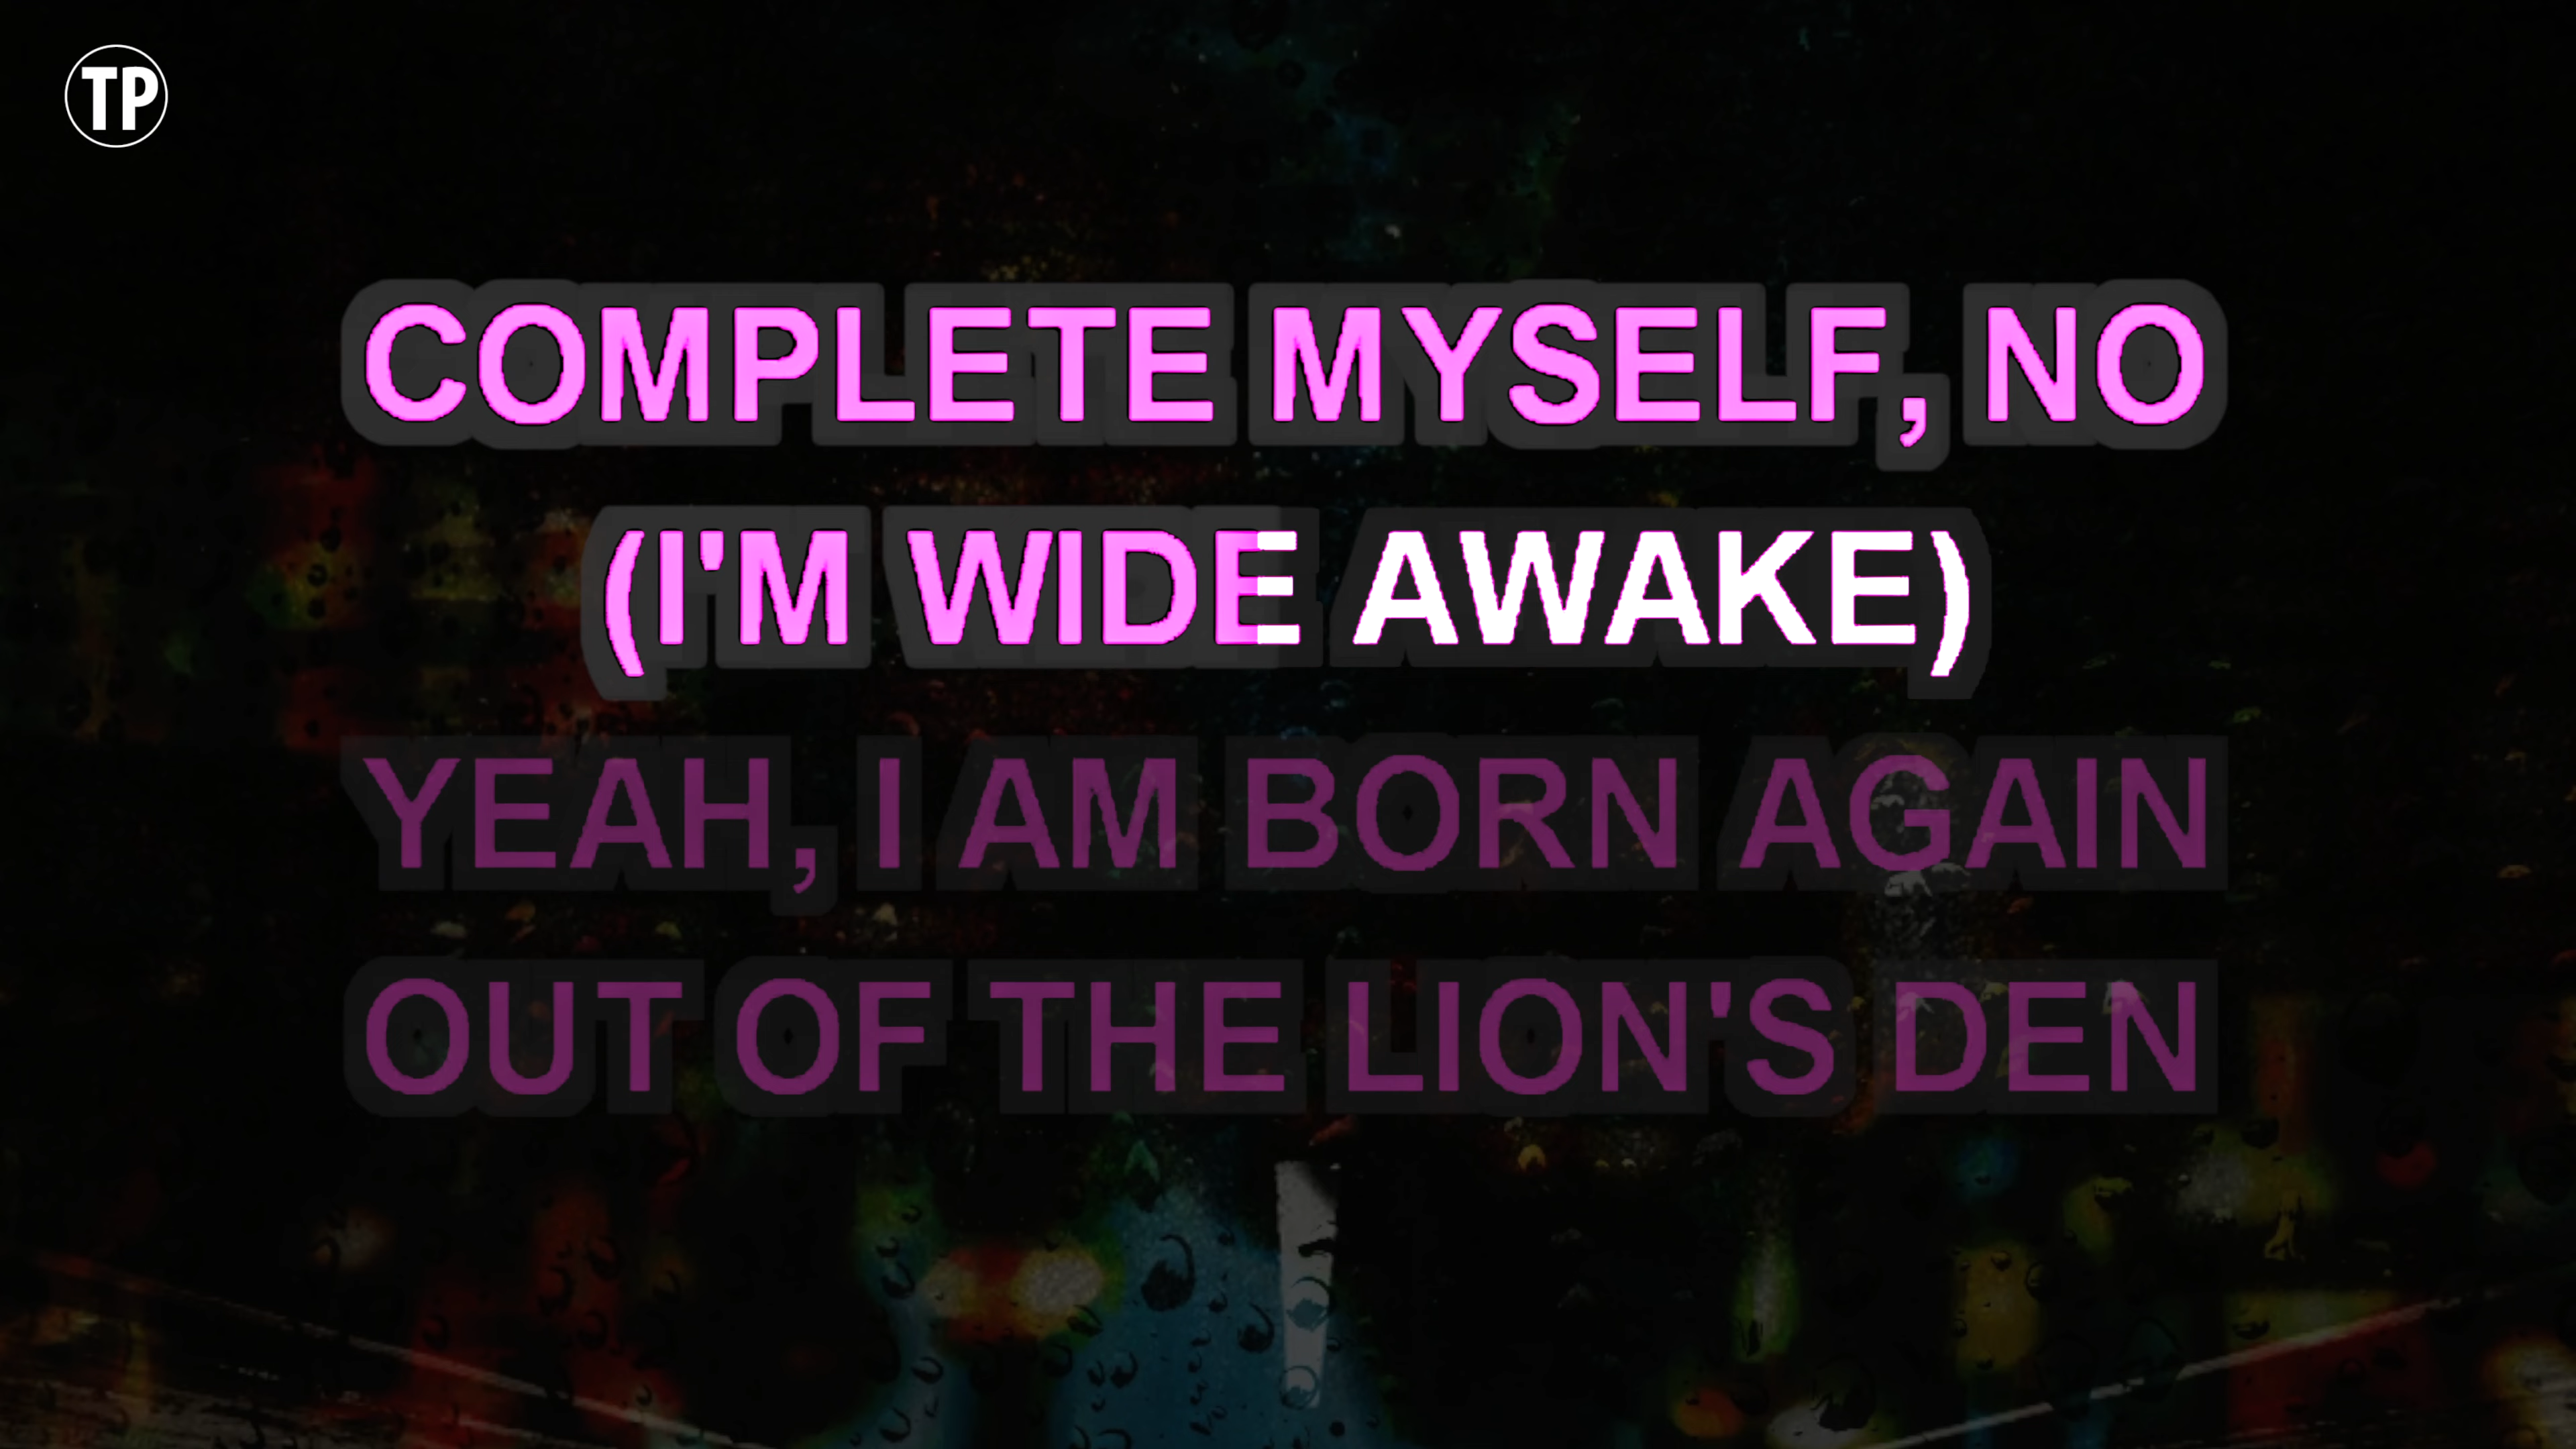 TP
COMPLETE MYSELF, NO
(I'M WIDE AWAKE)
YEAH, I AM BORN AGAIN
OUT OF THE LION'S DEN